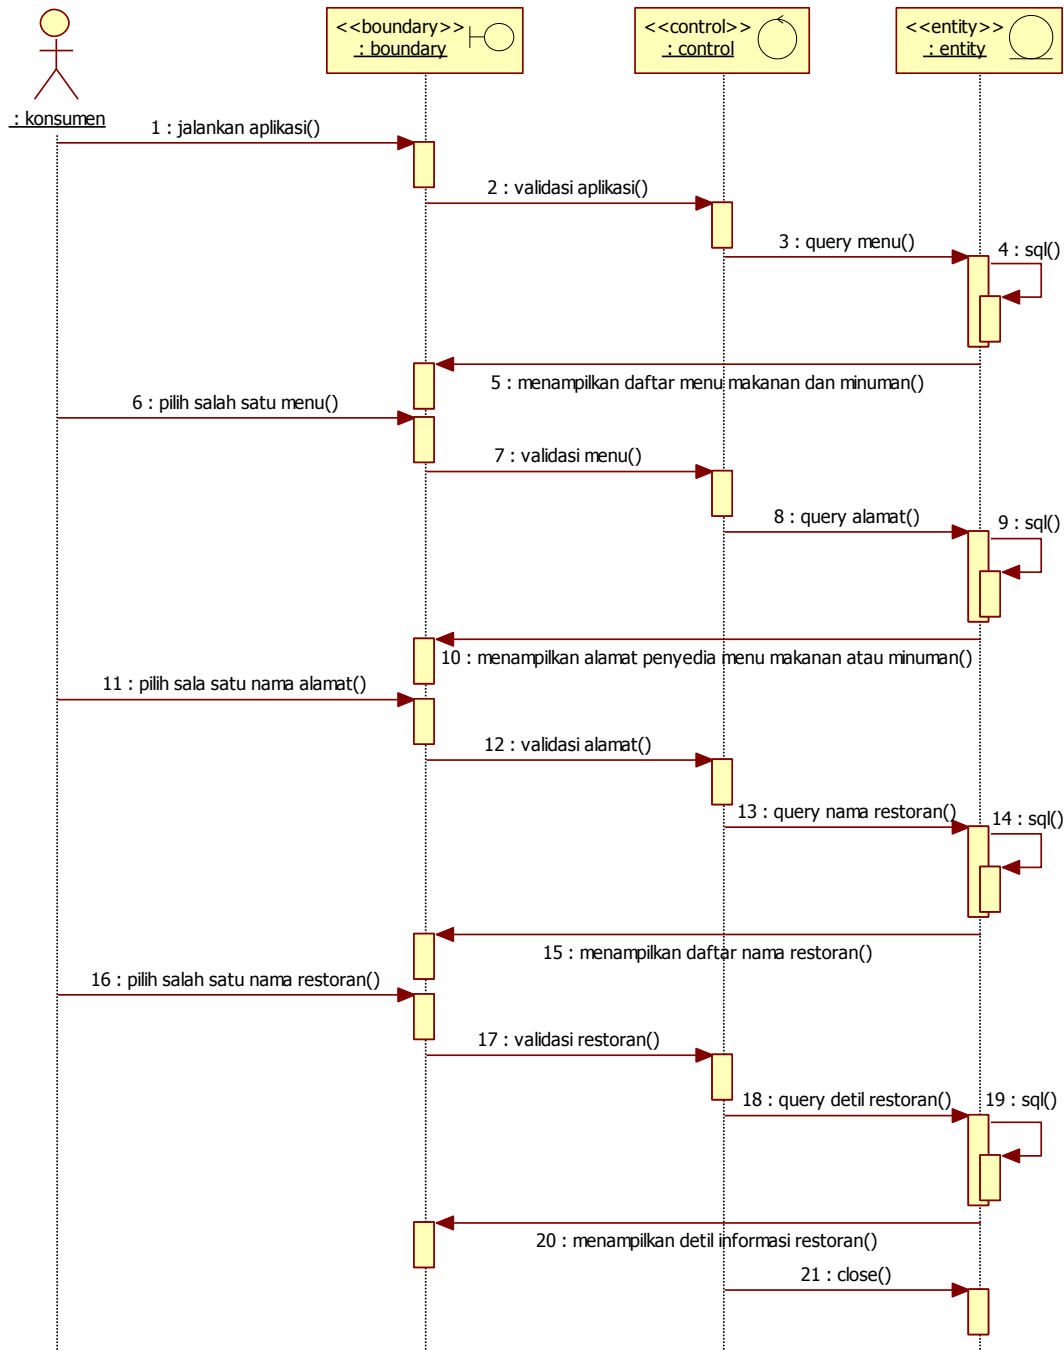 <<boundary>>
: boundary
<<control>>
: control
<<entity>>
: entity
: konsumen
1 : jalankan aplikasi()
2 : validasi aplikasi()
3 : query menu()
4 : sql()
5 : menampilkan daftar menu makanan dan minuman()
6 : pilih salah satu menu()
7 : validasi menu()
8 : query alamat()
9 : sql()
10 : menampilkan alamat penyedia menu makanan atau minuman()
11 : pilih sala satu nama alamat()
12 : validasi alamat()
13 : query nama restoran()
14 : sql()
15 : menampilkan daftar nama restoran()
16 : pilih salah satu nama restoran()
17 : validasi restoran()
18 : query detil restoran()
19 : sql()
20 : menampilkan detil informasi restoran()
21 : close()